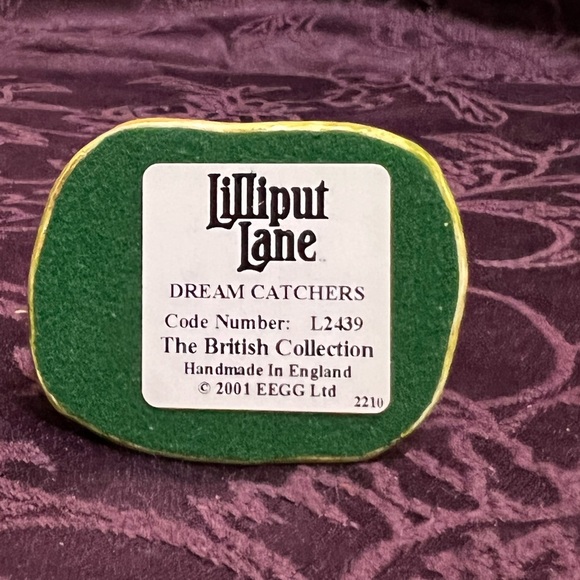 Lilliput
Lane
DREAM CATCHERS
Code Number: L2439
The British Collection
Handmade In England
© 2001 EEGG Ltd
2210